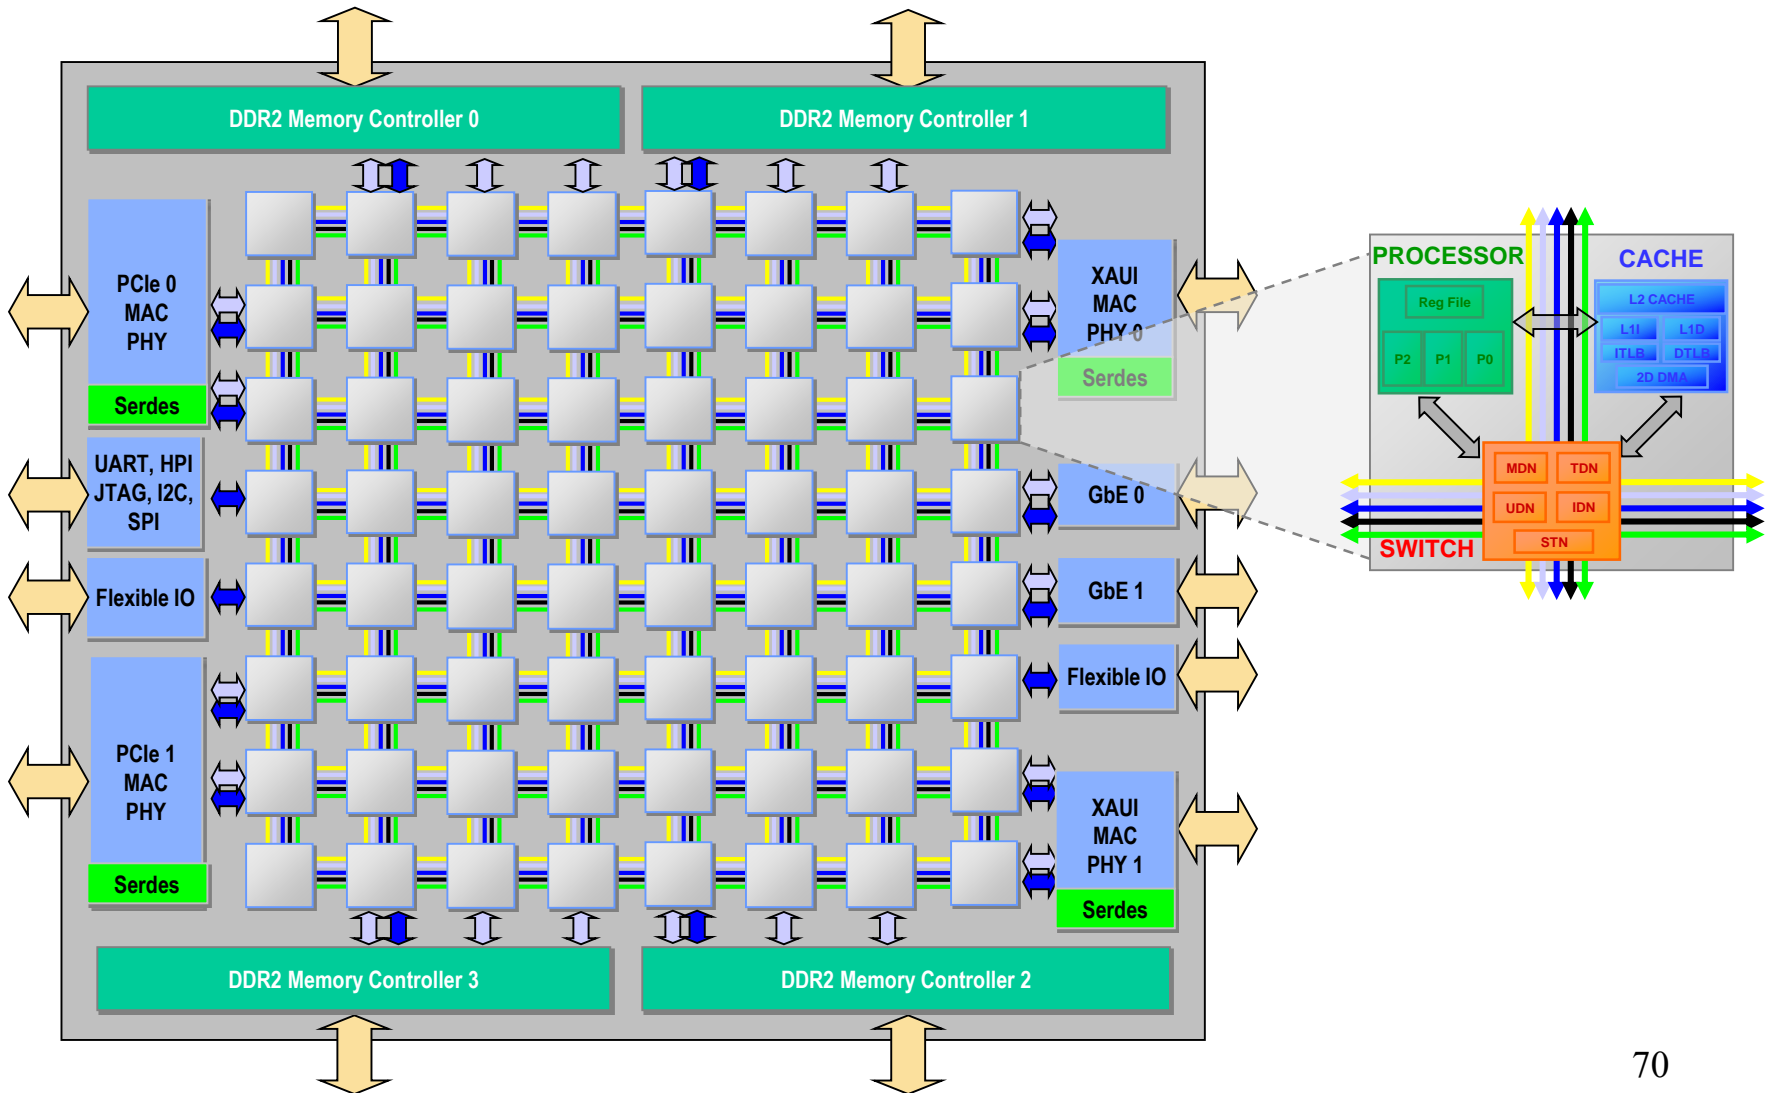 DDR2 Memory Controller 0
DDR2 Memory Controller 1
PCIe 0
MAC
PHY
Serdes
UART, HPI
JTAG, I2C,
SPI
Flexible IO
PCIe 1
MAC
PHY
Serdes
XAUI
MAC
PHY 0
Serdes
GbE 0
GbE 1
Flexible IO
XAUI
MAC
PHY 1
Serdes
DDR2 Memory Controller 3
DDR2 Memory Controller 2
PROCESSOR
CACHE
Reg File
P2
P1
P0
L2 CACHE
L1I
L1D
ITLB
DTLB
2D DMA
MDN
TDN
UDN
IDN
STN
SWITCH
70